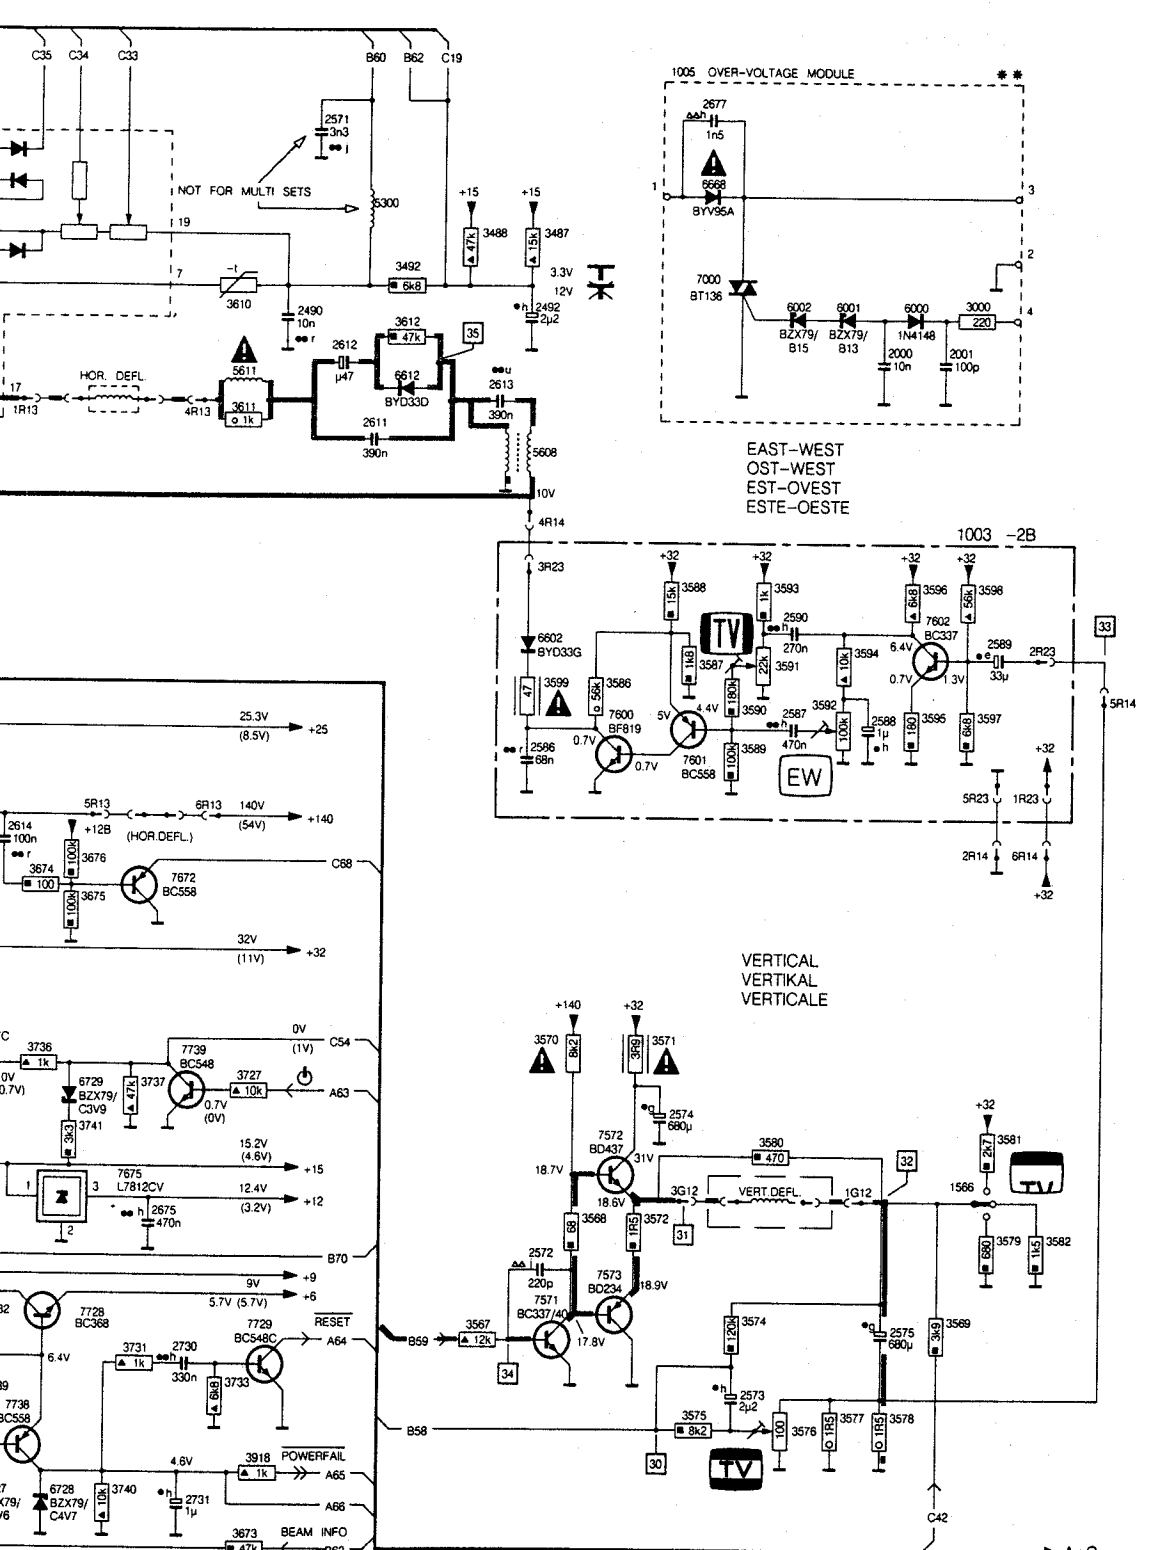 C35 C34 C33 B60 B62 C19
1005 OVER-VOLTAGE MODULE **
2571
3n3
2677
1n5
NOT FOR MULTI SETS
5300
+15 +15
6668
BYV95A
1 3
19
47k 3488
15k 3487
3492
6k8
3.3V
12V
7
-t
3610
2490
10n
r
h 2492
2µ2
2
7000
BT136
6002
BZX79/
B15
6001
BZX79/
B13
6000
1N4148
3000
220
4
2000
10n
2001
100p
3612
47k
35
2612
µ47
6612
BYD33D
5611
3611
1k
HOR. DEFL.
17
1R13
4R13
u
2613
390n
2611
390n
5608
10V
4R14
EAST-WEST
OST-WEST
EST-OVEST
ESTE-OESTE
1003 -2B
3R23
+32 +32 +32 +32
15k 3588
1k 3593
6k8 3596
56k 3598
6602
BYD33G
TV
h 2590
270n
7602
BC337
33
47 3599
56k 3586
1k8 3587
22k 3591
10k 3594
6.4V
0.7V
1.3V
e 2589
33µ
2R23
5R14
180k 3590
3592
100k
5V 4.4V
7600
BF819
0.7V
0.7V
r 2586
68n
7601
BC558
100k 3589
h 2587
470n
2588
1µ
h
180 3595
6k8 3597
EW
+32
5R23 1R23
2R14 6R14
+32
25.3V
(8.5V)
+25
5R13 6R13 140V
(54V)
+140
(HOR.DEFL.)
2614
100n
r
+12B
100k 3676
3674
100
100k 3675
7672
BC558
C68
32V
(11V)
+32
VERTICAL
VERTIKAL
VERTICALE
3736
1k
7739
BC548
0V
(1V)
C54
6729
BZX79/
C3V9
3741
3k3
47k 3737
3727
10k
A63
0.7V
(0V)
15.2V
(4.6V)
+15
7675
L7812CV
1 3
2
12.4V
(3.2V)
+12
h 2675
470n
B70
+9
9V
+6
5.7V (5.7V)
7728
BC368
6.4V
3731
1k
h 2730
330n
7729
BC548C
RESET
A64
6k8 3733
7738
BC558
POWERFAIL
3918
1k
A65
4.6V
A66
6728
BZX79/
C4V7
10k 3740
h 2731
1µ
BEAM INFO
3673
47k
+140 +32
3570
8k2
3R9
3571
g 2574
680µ
7572
BD437
18.7V
31V
18.6V
68 3568
1R5 3572
3580
470
3G12
31
VERT.DEFL.
1G12
32
+32
2k7 3581
1566
TV
680 3579
1k3 3582
2572
220p
7571
BC337/40
7573
BD234
18.9V
17.8V
B59
3567
12k
34
120k 3574
g 2575
680µ
3k9 3569
h 2573
2µ2
B58
3575
8k2
100 3576
1R5 3577
1R5 3578
30
TV
C42